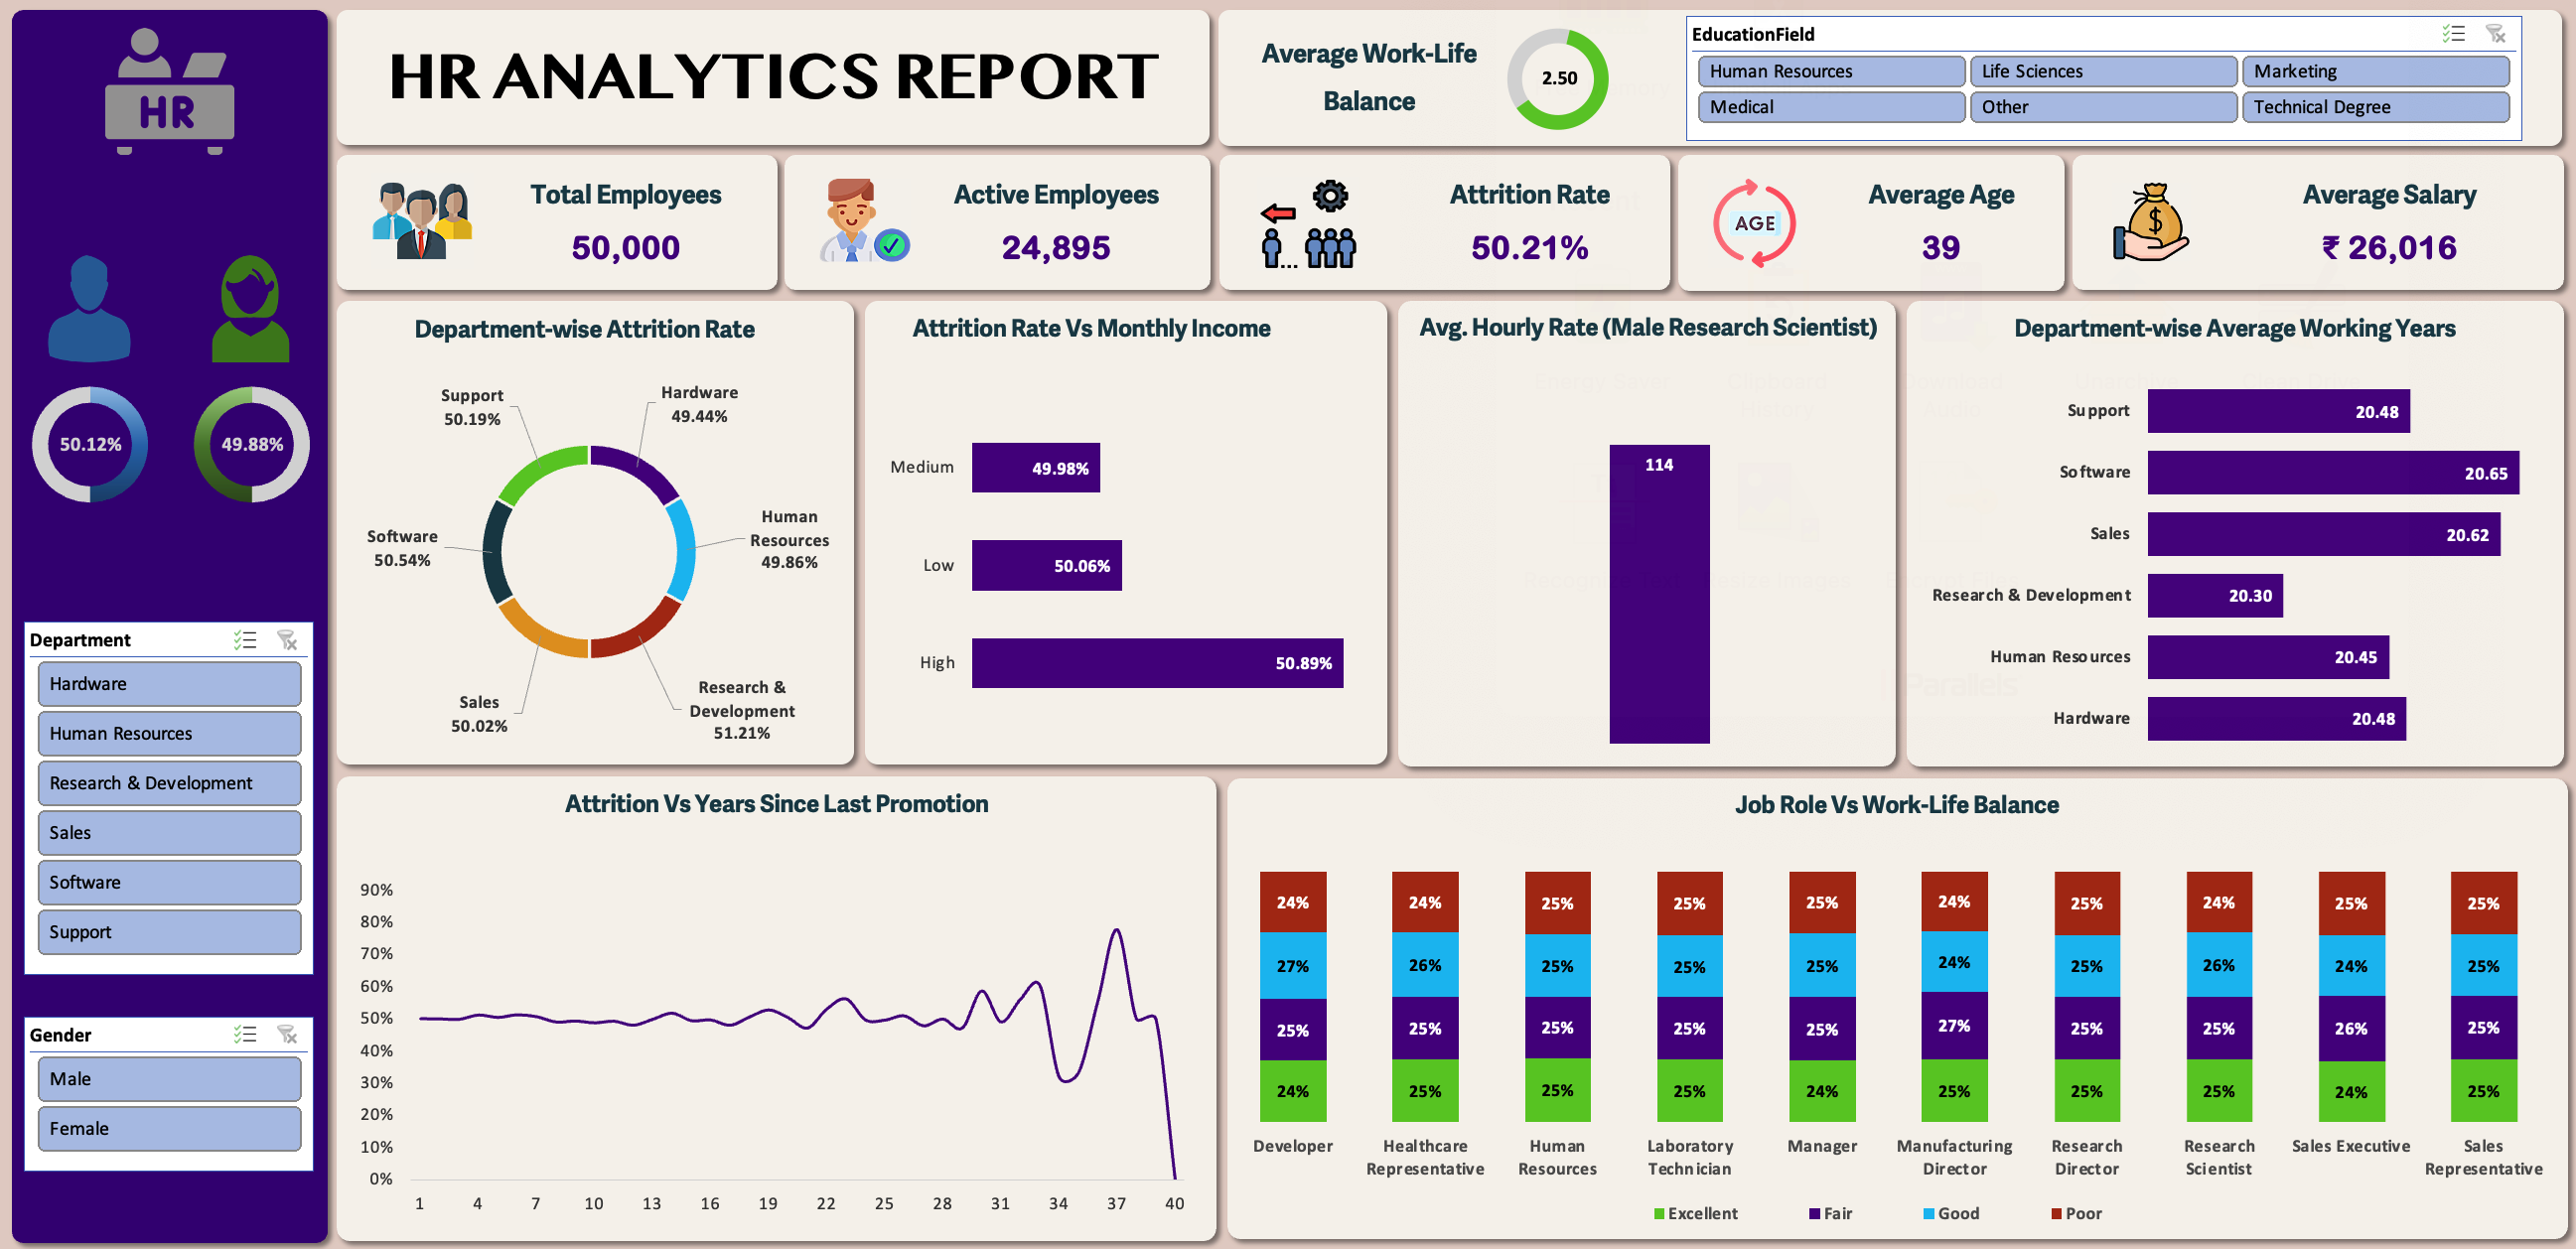 HR
HR ANALYTICS REPORT
Average Work-Life
Balance
2.50
EducationField
Human Resources
Life Sciences
Marketing
Medical
Other
Technical Degree
Total Employees
50,000
Active Employees
24,895
Attrition Rate
50.21%
AGE
Average Age
39
$
Average Salary
₹ 26,016
50.12%
49.88%
Department
Hardware
Human Resources
Research & Development
Sales
Software
Support
Gender
Male
Female
Department-wise Attrition Rate
Support
50.19%
Hardware
49.44%
Software
50.54%
Human
Resources
49.86%
Sales
50.02%
Research &
Development
51.21%
Attrition Rate Vs Monthly Income
Medium
49.98%
Low
50.06%
High
50.89%
Avg. Hourly Rate (Male Research Scientist)
114
Department-wise Average Working Years
Support
20.48
Software
20.65
Sales
20.62
Research & Development
20.30
Human Resources
20.45
Hardware
20.48
Parallels
Attrition Vs Years Since Last Promotion
90%
80%
70%
60%
50%
40%
30%
20%
10%
0%
1 4 7 10 13 16 19 22 25 28 31 34 37 40
Job Role Vs Work-Life Balance
24% 24% 25% 25% 25% 24% 25% 24% 25% 25%
27% 26% 25% 25% 25% 24% 25% 26% 24% 25%
25% 25% 25% 25% 25% 27% 25% 25% 26% 25%
24% 25% 25% 25% 24% 25% 25% 25% 24% 25%
Developer
Healthcare
Representative
Human
Resources
Laboratory
Technician
Manager
Manufacturing
Director
Research
Director
Research
Scientist
Sales Executive
Sales
Representative
Excellent Fair Good Poor